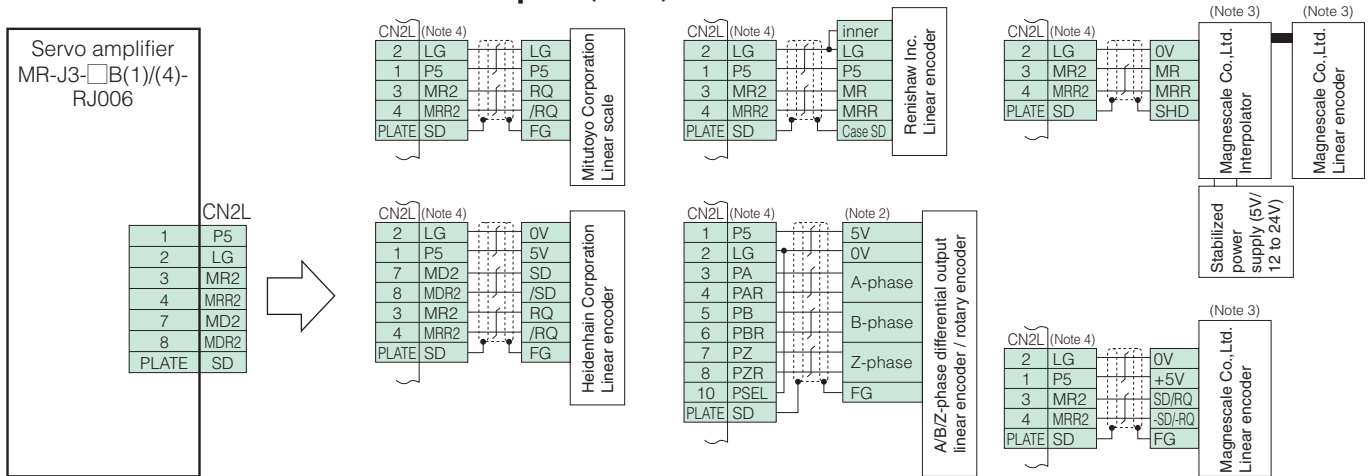 Servo amplifier
MR-J3-□B(1)/(4)-
RJ006
CN2L
1 P5
2 LG
3 MR2
4 MRR2
7 MD2
8 MDR2
PLATE SD
CN2L (Note 4)
2 LG LG
1 P5 P5
3 MR2 RQ
4 MRR2 /RQ
PLATE SD FG
Mitutoyo Corporation
Linear scale
CN2L (Note 4)
2 LG 0V
1 P5 5V
7 MD2 SD
8 MDR2 /SD
3 MR2 RQ
4 MRR2 /RQ
PLATE SD FG
Heidenhain Corporation
Linear encoder
CN2L (Note 4)
inner
2 LG LG
1 P5 P5
3 MR2 MR
4 MRR2 MRR
PLATE SD Case SD
Renishaw Inc.
Linear encoder
CN2L (Note 4) (Note 2)
1 P5 5V
2 LG 0V
3 PA A-phase
4 PAR
5 PB B-phase
6 PBR
7 PZ Z-phase
8 PZR
10 PSEL FG
PLATE SD
A/B/Z-phase differential output
linear encoder / rotary encoder
(Note 3) (Note 3)
CN2L (Note 4)
2 LG 0V
3 MR2 MR
4 MRR2 MRR
PLATE SD SHD
Magnescale Co.,Ltd.
Interpolator
Magnescale Co.,Ltd.
Linear encoder
Stabilized
power
supply (5V/
12 to 24V)
(Note 3)
CN2L (Note 4)
2 LG 0V
1 P5 +5V
3 MR2 SD/RQ
4 MRR2 -SD/-RQ
PLATE SD FG
Magnescale Co.,Ltd.
Linear encoder